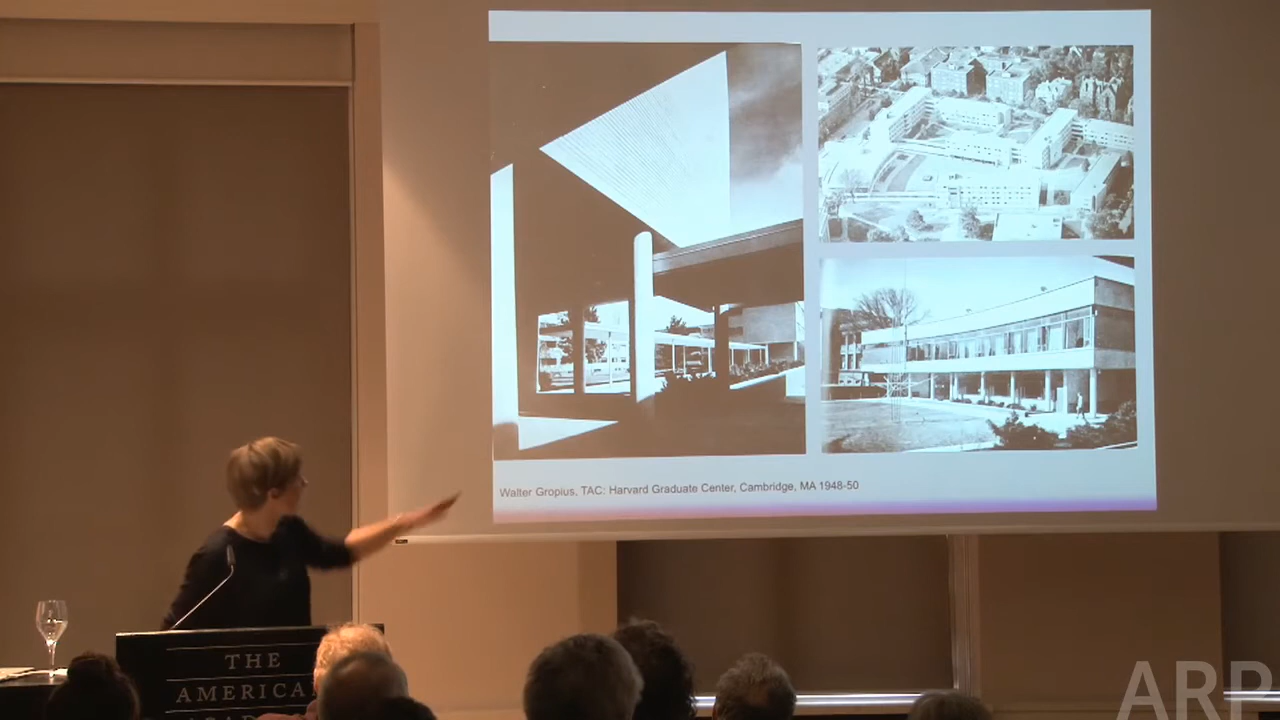 Walter Gropius, TAC: Harvard Graduate Center, Cambridge, MA 1948-50
THE
AMERICA
ARP